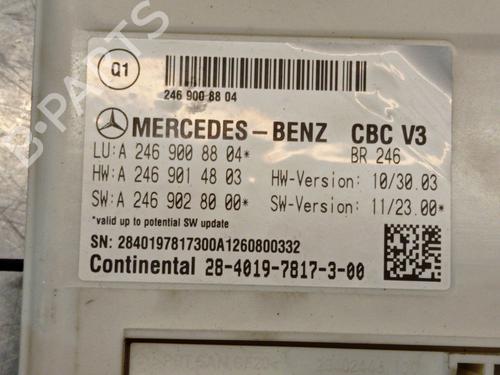 B-PARTS
Q1
246 900 88 04
MERCEDES-BENZ CBC V3
LU:A 246 900 88 04* BR 246
HW:A 246 901 48 03 HW-Version: 10/30.03
SW:A 246 902 80 00* SW-Version: 11/23.00*
*valid up to potential SW update
SN: 2840197817300A1260800332
Continental 28-4019-7817-3-00